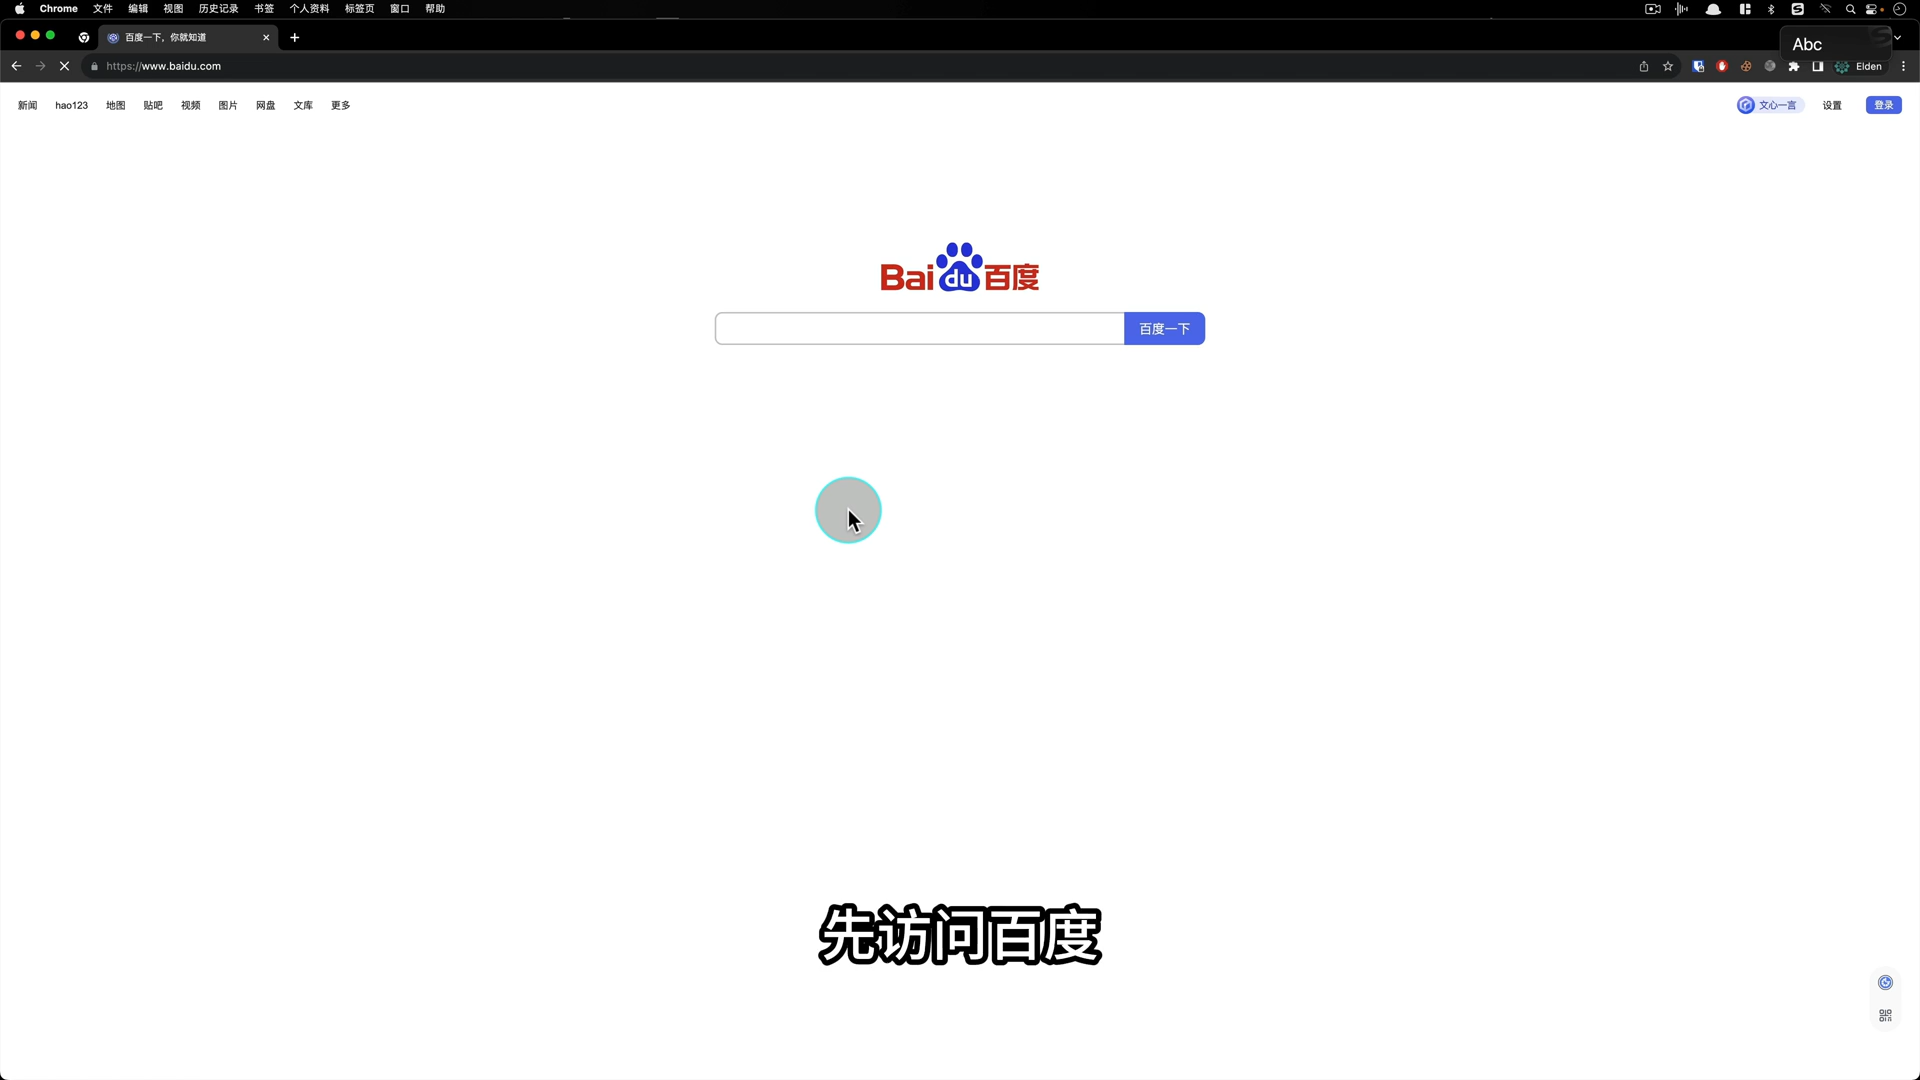 Chrome 文件 编辑 视图 历史记录 书签 个人资料 标签页 窗口 帮助
百度一下，你就知道
Abc
https://www.baidu.com
Elden
新闻 hao123 地图 贴吧 视频 图片 网盘 文库 更多
文心一言 设置 登录
Bai du 百度
百度一下
先访问百度